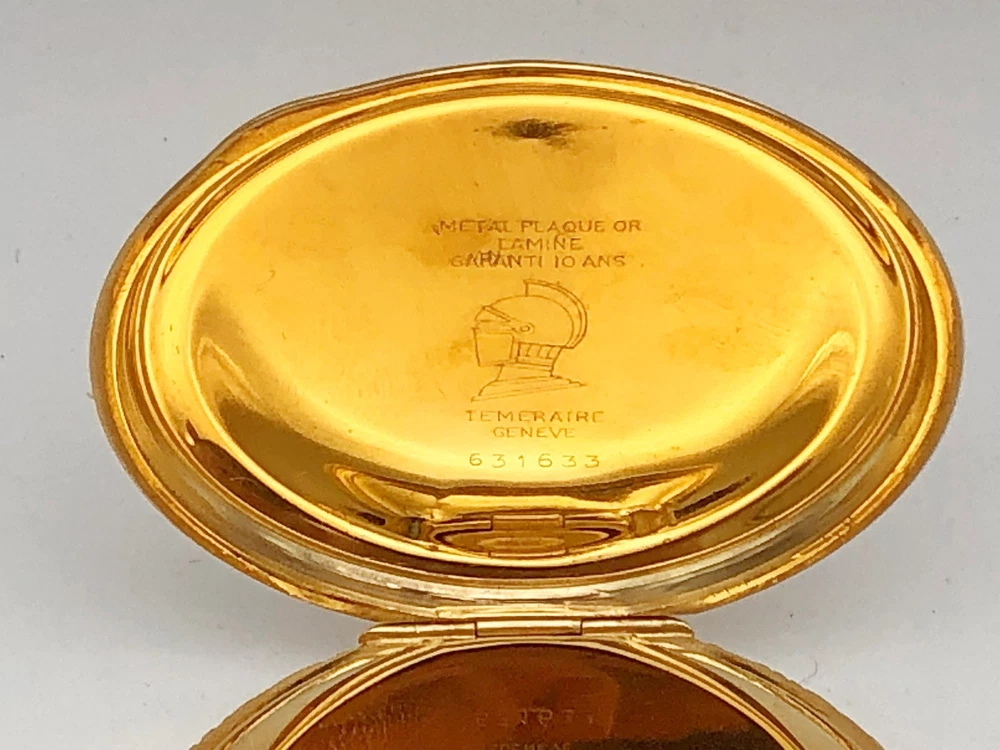 METAL PLAQUE OR
LAMINE
GARANTI 10 ANS
TEMERAIRE
GENEVE
631633